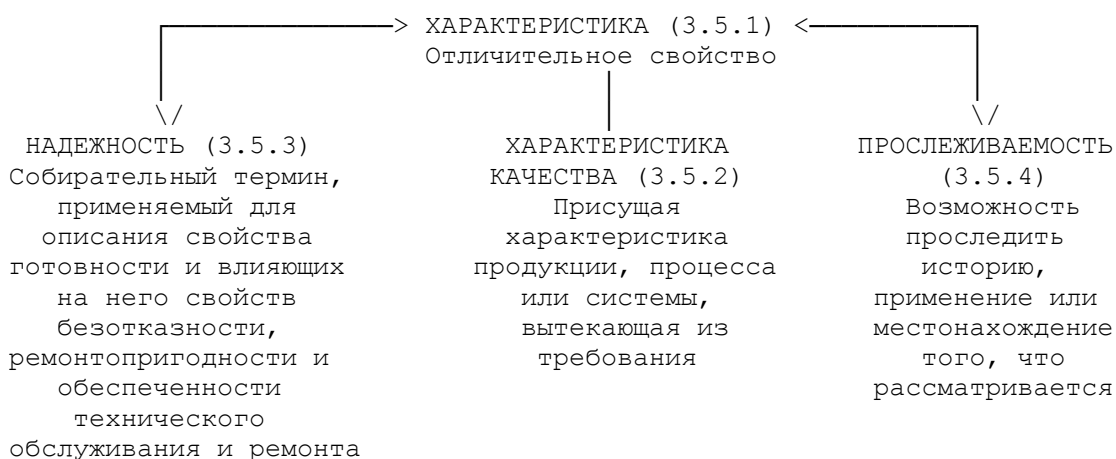 ХАРАКТЕРИСТИКА (3.5.1)
Отличительное свойство
НАДЕЖНОСТЬ (3.5.3)
Собирательный термин,
применяемый для
описания свойства
готовности и влияющих
на него свойств
безотказности,
ремонтопригодности и
обеспеченности
технического
обслуживания и ремонта
ХАРАКТЕРИСТИКА
КАЧЕСТВА (3.5.2)
Присущая
характеристика
продукции, процесса
или системы,
вытекающая из
требования
ПРОСЛЕЖИВАЕМОСТЬ
(3.5.4)
Возможность
проследить
историю,
применение или
местонахождение
того, что
рассматривается